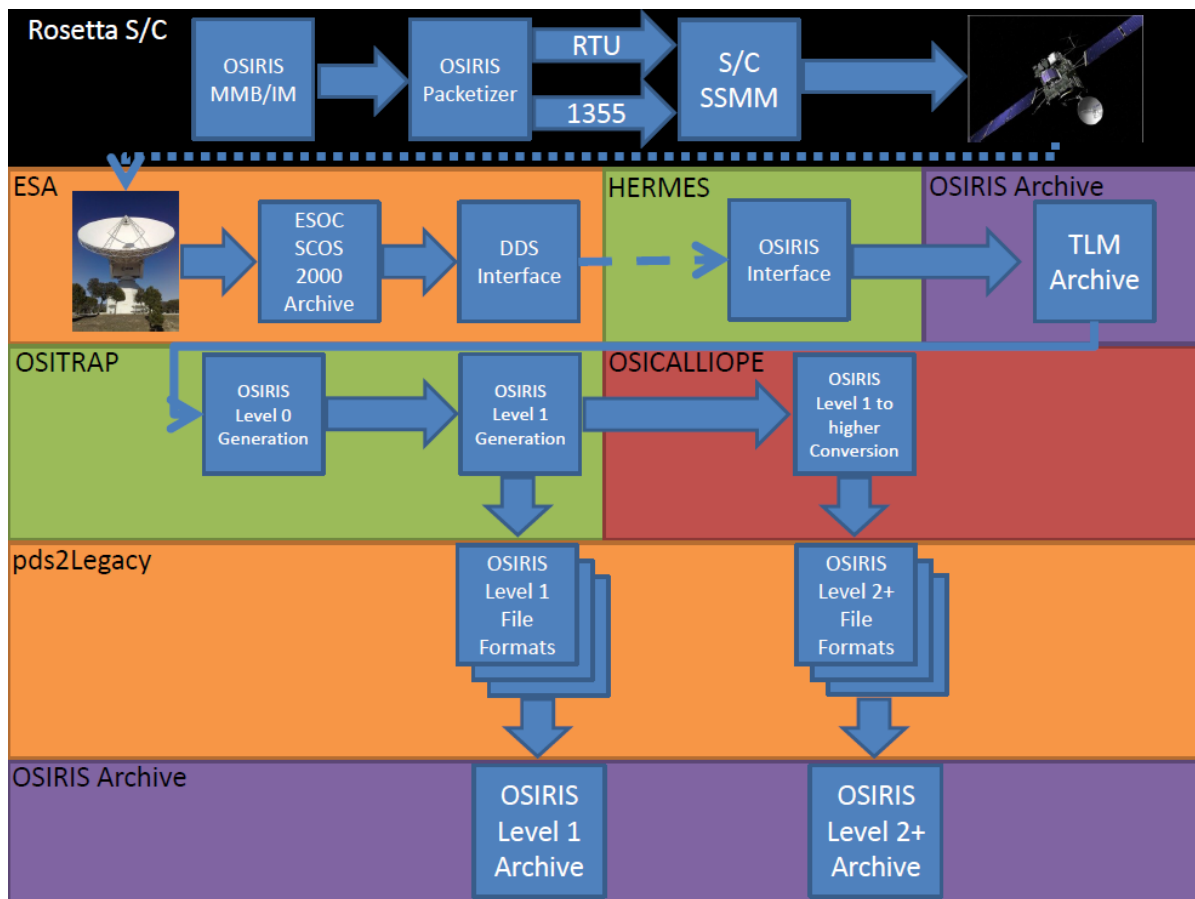 Rosetta S/C
OSIRIS
MMB/IM
OSIRIS
Packetizer
RTU
1355
S/C
SSMM
ESA
ESOC
SCOS
2000
Archive
DDS
Interface
HERMES
OSIRIS
Interface
OSIRIS Archive
TLM
Archive
OSITRAP
OSIRIS
Level 0
Generation
OSIRIS
Level 1
Generation
OSICALLIOPE
OSIRIS
Level 1 to
higher
Conversion
pds2Legacy
OSIRIS
Level 1
File
Formats
OSIRIS
Level 2+
File
Formats
OSIRIS Archive
OSIRIS
Level 1
Archive
OSIRIS
Level 2+
Archive